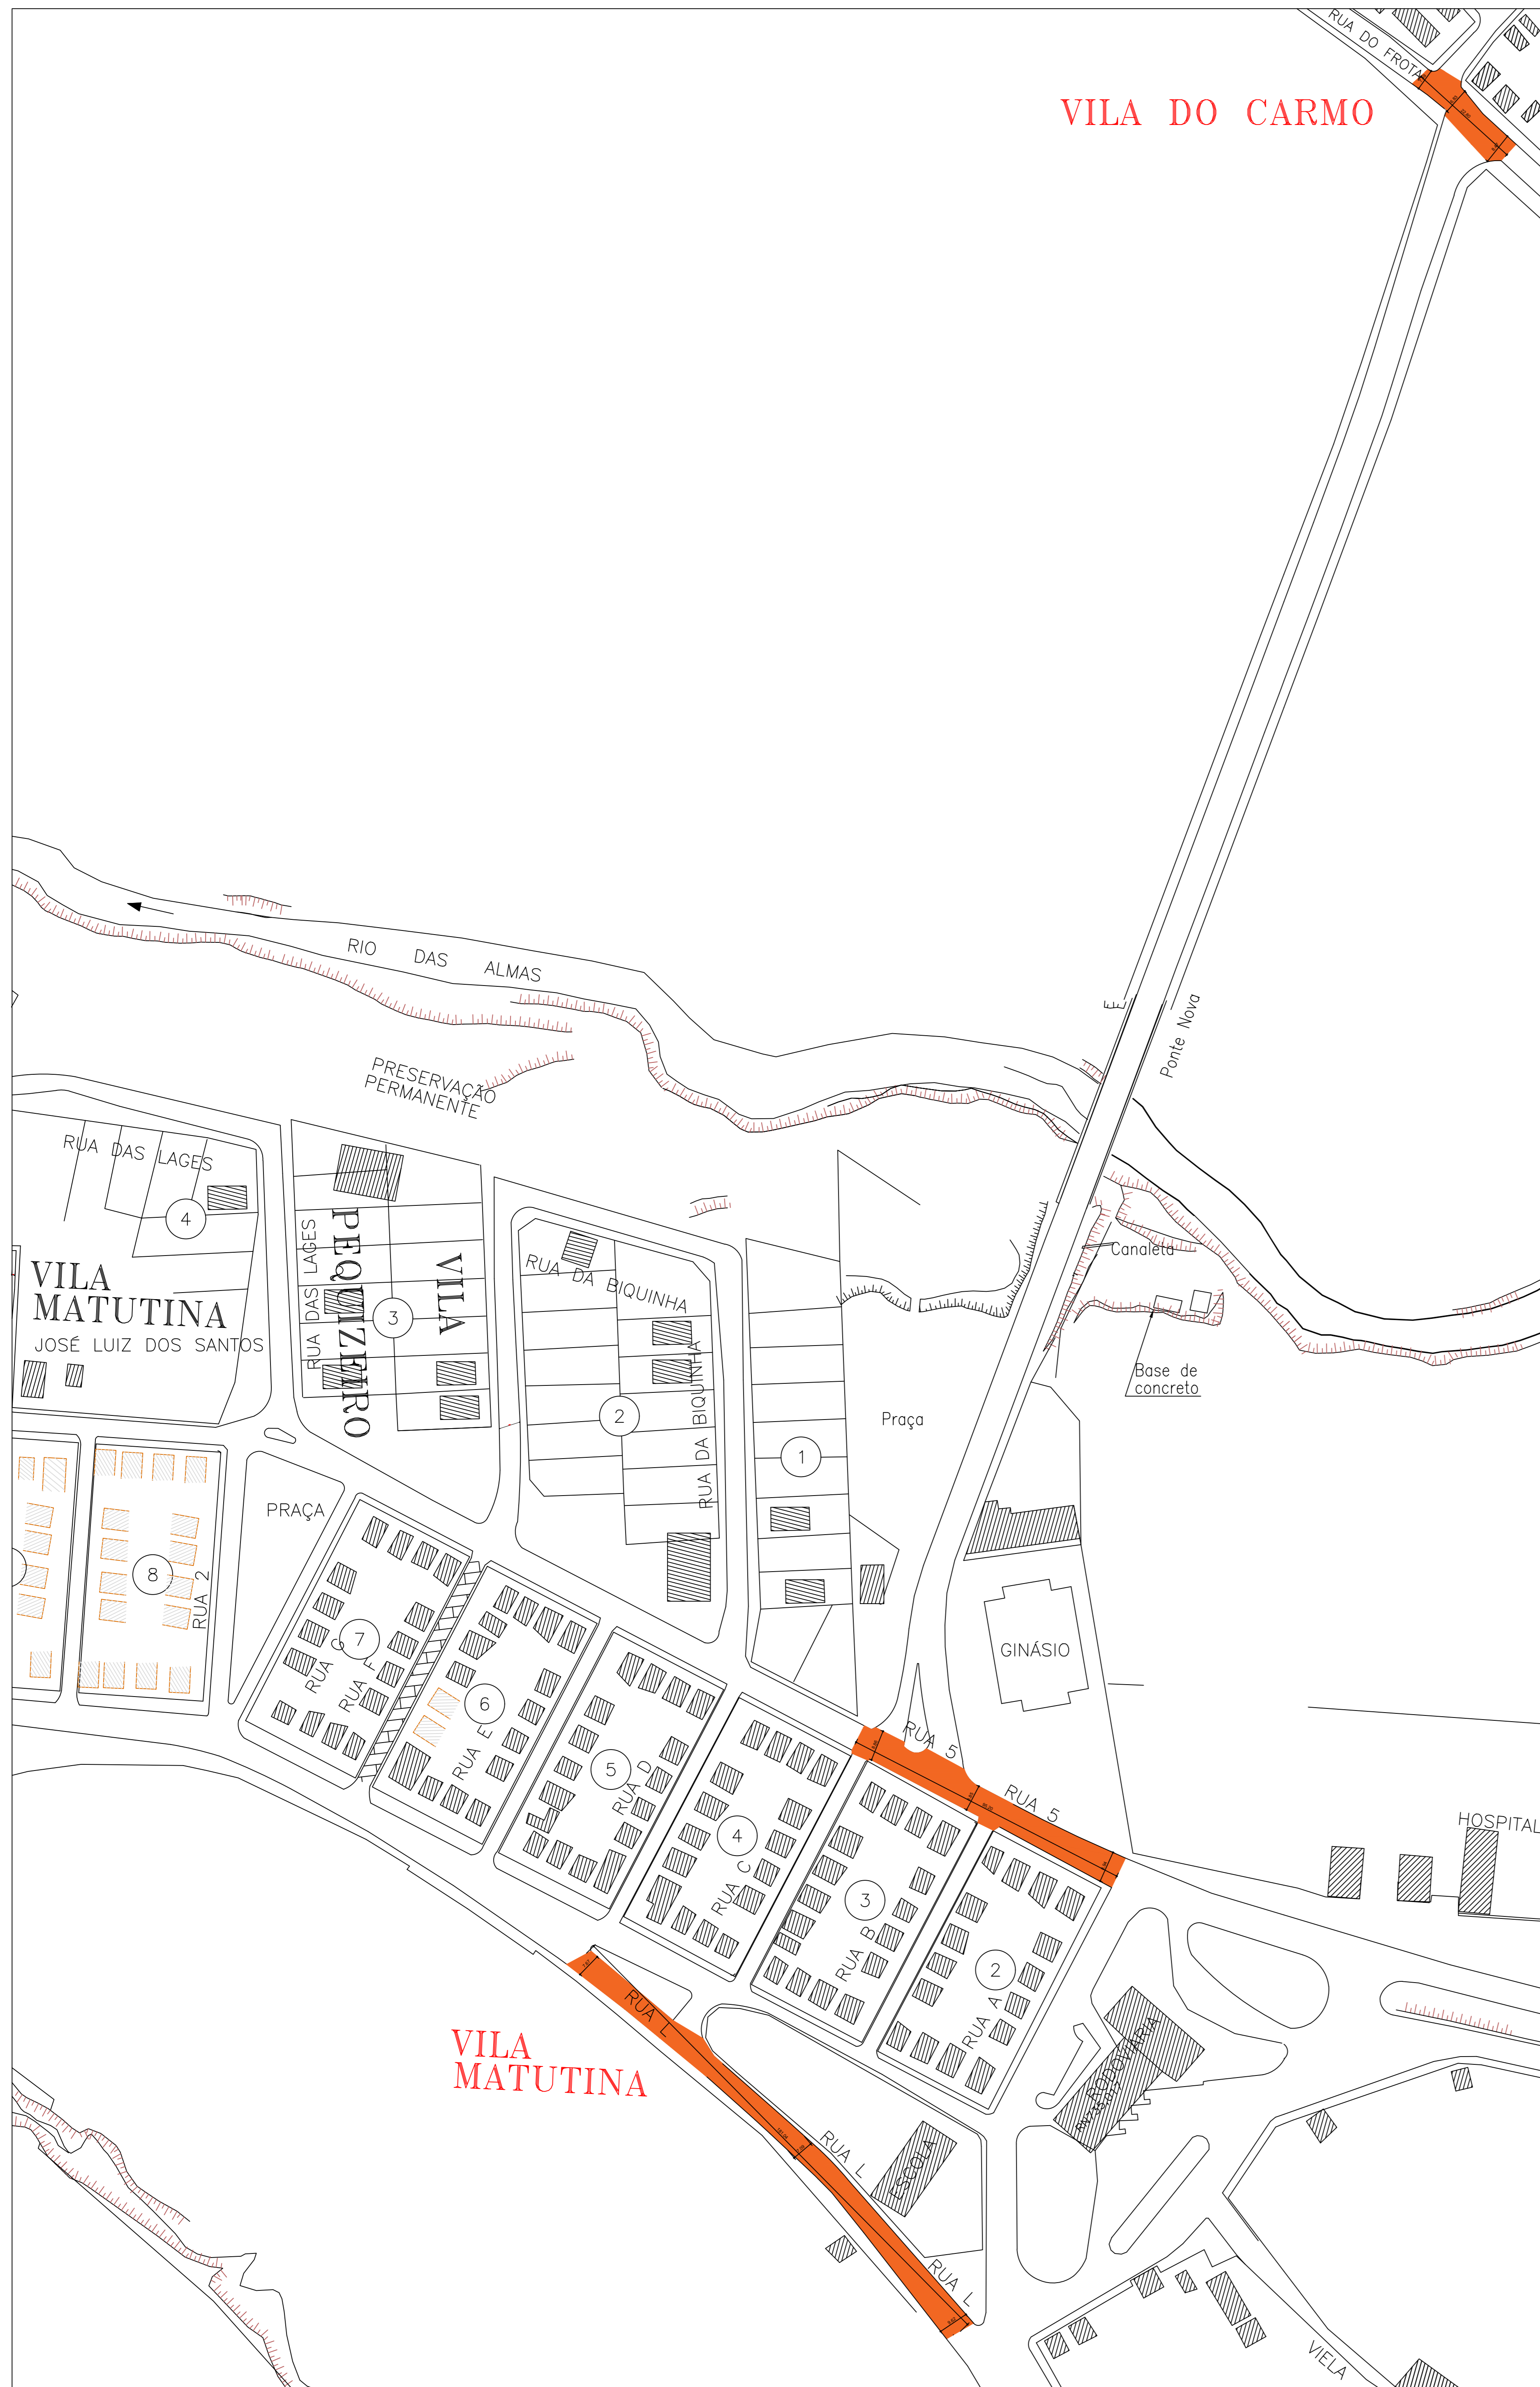 RUA DO FROTA
VILA DO CARMO
RIO DAS ALMAS
Ponte Nova
PRESERVAÇÃO
PERMANENTE
RUA DAS LAGES
4
RUA DAS LAGES
PEQUIZEIRO
VILA
3
RUA DA BIQUINHA
RUA DA BIQUINHA
2
1
Canaleta
VILA
MATUTINA
JOSÉ LUIZ DOS SANTOS
Base de
concreto
Praça
PRAÇA
8
RUA 2
7
RUA G
RUA F
6
RUA E
5
RUA D
4
RUA C
3
RUA B
2
RUA A
GINÁSIO
RUA 5
RUA 5
HOSPITAL
RODOVIÁRIA
RUA L
VILA
MATUTINA
RUA L
ESCOLA
RUA L
VIELA